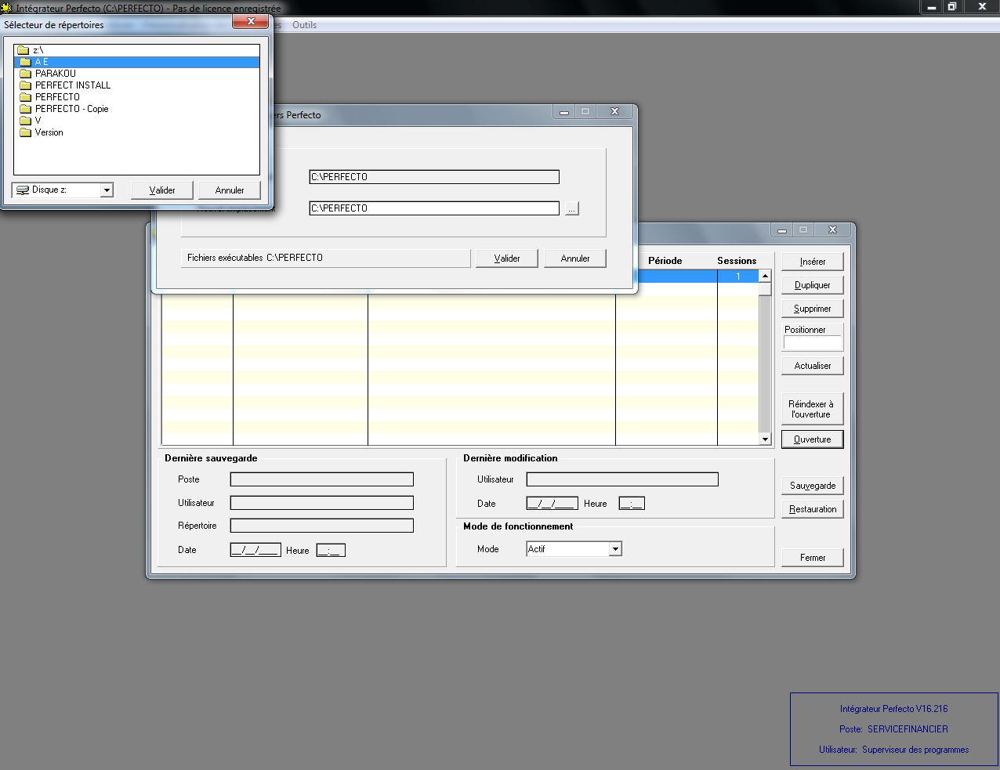 Intégrateur Perfecto (C:\PERFECTO) - Pas de licence enregistrée
Sélecteur de répertoires
Outils
z:\
A E
PARAKOU
PERFECT INSTALL
PERFECTO
PERFECTO - Copie
V
Version
Disque z:
Valider
Annuler
Perfecto
C:\PERFECTO
C:\PERFECTO
...
Fichiers exécutables C:\PERFECTO
Valider
Annuler
Période
Sessions
1
Insérer
Dupliquer
Supprimer
Positionner
Actualiser
Réindexer à
l'ouverture
Ouverture
Sauvegarde
Restauration
Fermer
Dernière sauvegarde
Poste
Utilisateur
Répertoire
Date __/__/____ Heure __:__
Dernière modification
Utilisateur
Date __/__/____ Heure __:__
Mode de fonctionnement
Mode Actif
Intégrateur Perfecto V16.216
Poste: SERVICEFINANCIER
Utilisateur: Superviseur des programmes